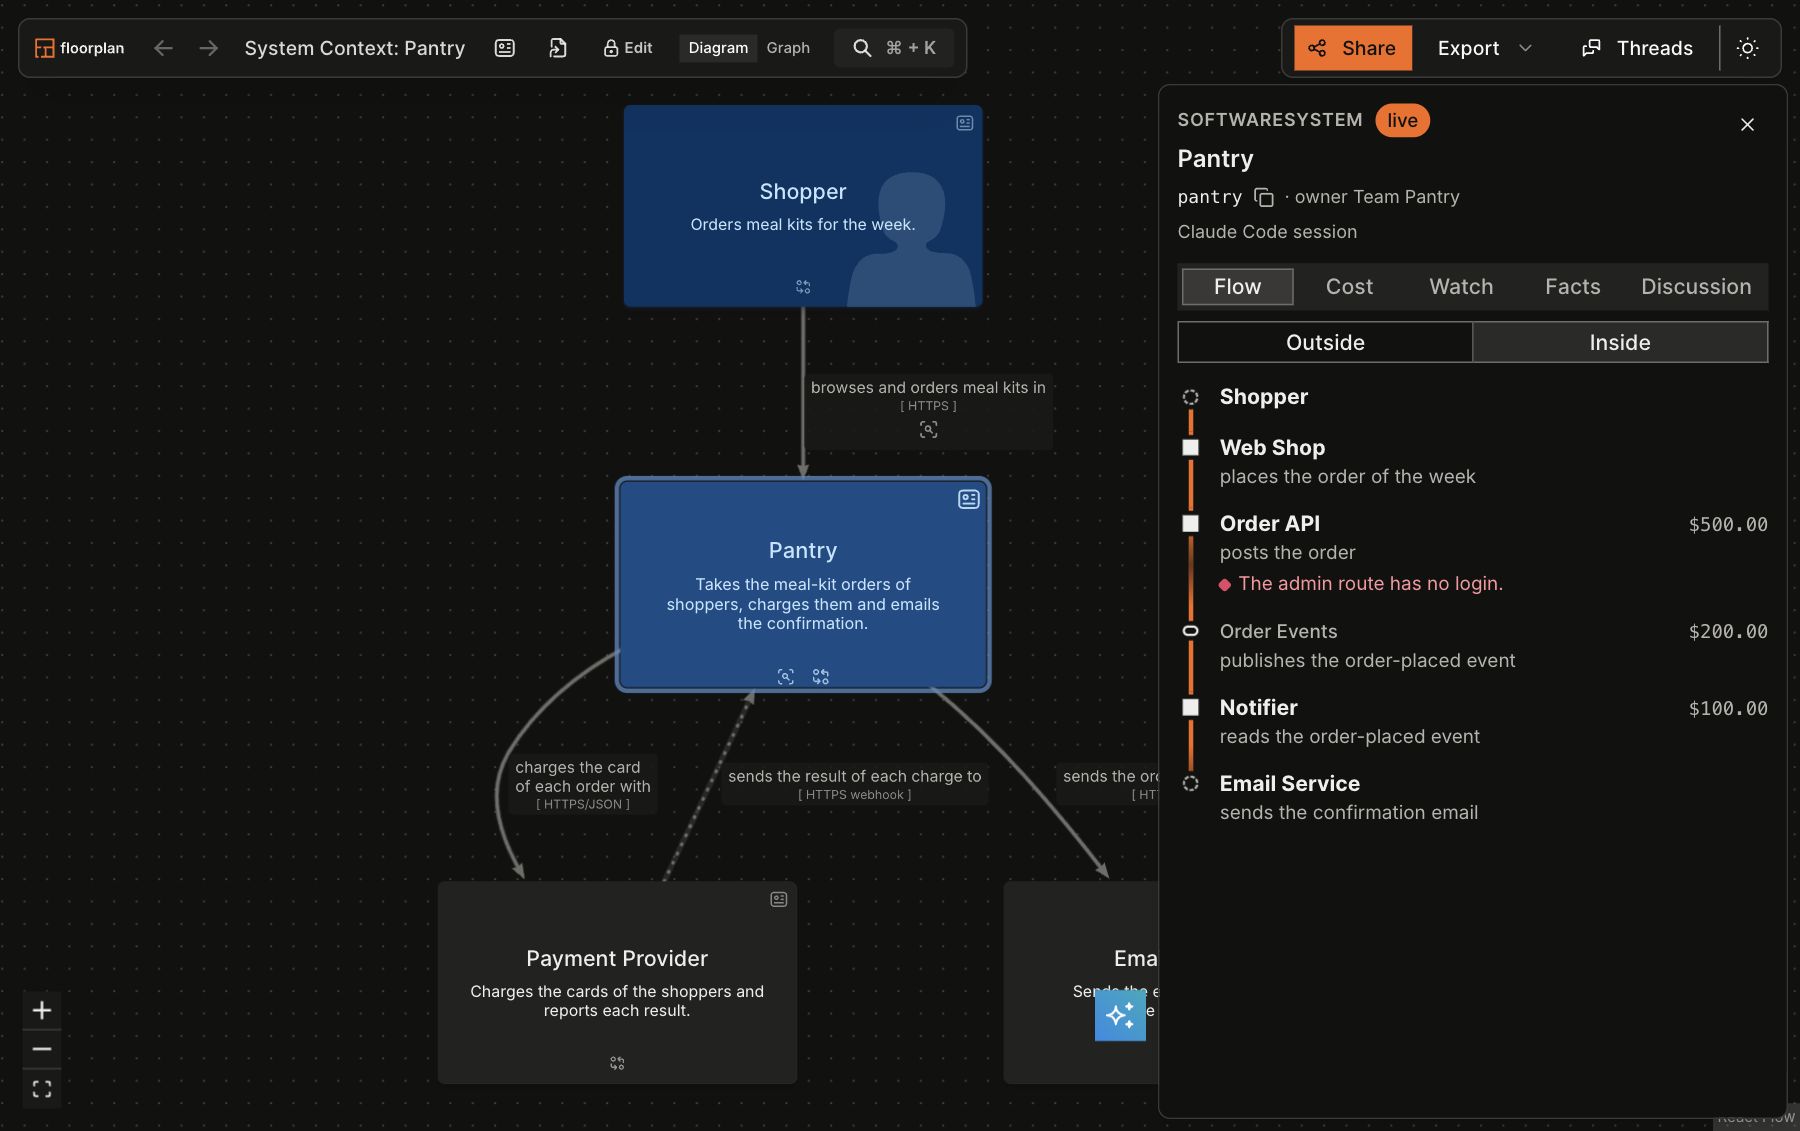 floorplan
System Context: Pantry
Edit
Diagram
Graph
⌘ + K
Share
Export
Threads
Shopper
Orders meal kits for the week.
browses and orders meal kits in
[ HTTPS ]
Pantry
Takes the meal-kit orders of
shoppers, charges them and emails
the confirmation.
charges the card
of each order with
[ HTTPS/JSON ]
sends the result of each charge to
[ HTTPS webhook ]
sends the
Payment Provider
Charges the cards of the shoppers and
reports each result.
SOFTWARESYSTEM
live
Pantry
pantry · owner Team Pantry
Claude Code session
Flow
Cost
Watch
Facts
Discussion
Outside
Inside
Shopper
Web Shop
places the order of the week
Order API
$500.00
posts the order
The admin route has no login.
Order Events
$200.00
publishes the order-placed event
Notifier
$100.00
reads the order-placed event
Email Service
sends the confirmation email